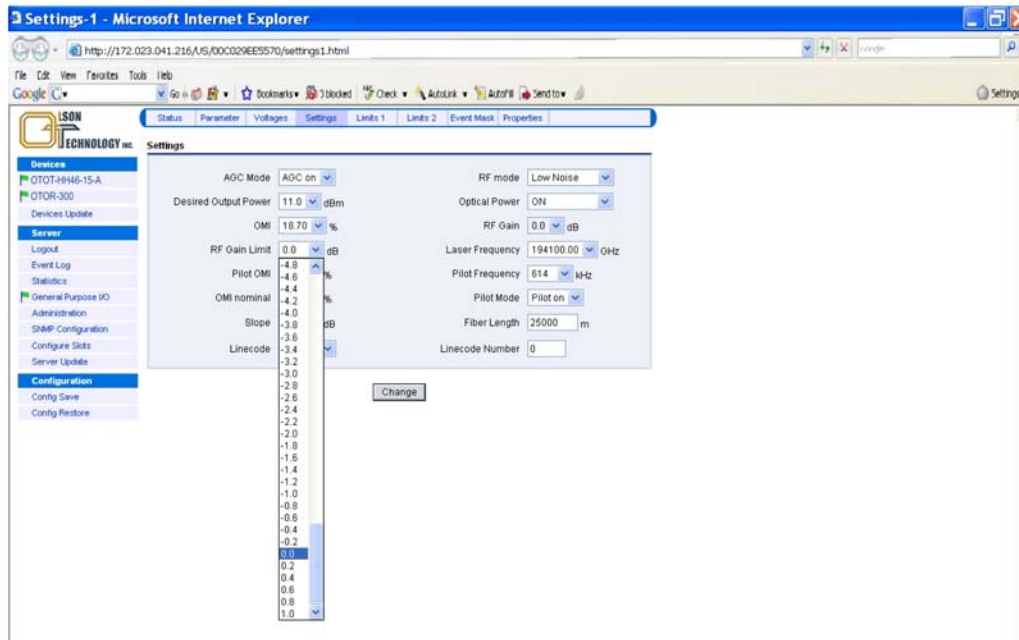 Settings-1 - Microsoft Internet Explorer
http://172.023.041.216/US/00C029EE5570/settings1.html
Google
File Edit View Favorites Tools Help
Google Go Bookmarks 3 blocked Check AutoLink AutoFill Send to Settings
OLSON TECHNOLOGY INC.
Status Parameter Voltages Settings Limits 1 Limits 2 Event Mask Properties
Settings
Devices
OTOT-HH46-15-A
OTOR-300
Devices Update
Server
Logout
Event Log
Statistics
General Purpose I/O
Administration
SNMP Configuration
Configure Slots
Server Update
Configuration
Config Save
Config Restore
AGC Mode AGC on RF mode Low Noise
Desired Output Power 11.0 dBm Optical Power ON
OMI 18.70 % RF Gain 0.0 dB
RF Gain Limit 0.0 dB Laser Frequency 194100.00 GHz
Pilot OMI % Pilot Frequency 614 kHz
OMI nominal % Pilot Mode Pilot on
Slope dB Fiber Length 25000 m
Linecode Linecode Number 0
-4.8
-4.6
-4.4
-4.2
-4.0
-3.8
-3.6
-3.4
-3.2
-3.0
-2.8
-2.6
-2.4
-2.2
-2.0
-1.8
-1.6
-1.4
-1.2
-1.0
-0.8
-0.6
-0.4
-0.2
0.0
0.2
0.4
0.6
0.8
1.0
Change